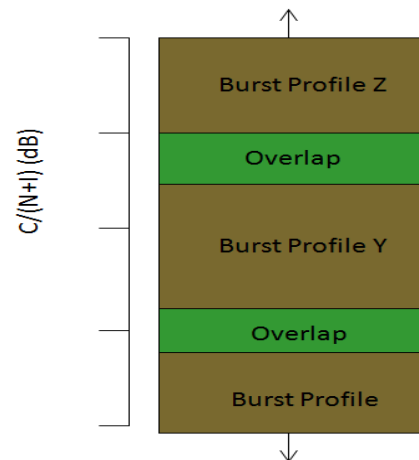 C/(N+I) (dB)
Burst Profile Z
Overlap
Burst Profile Y
Overlap
Burst Profile